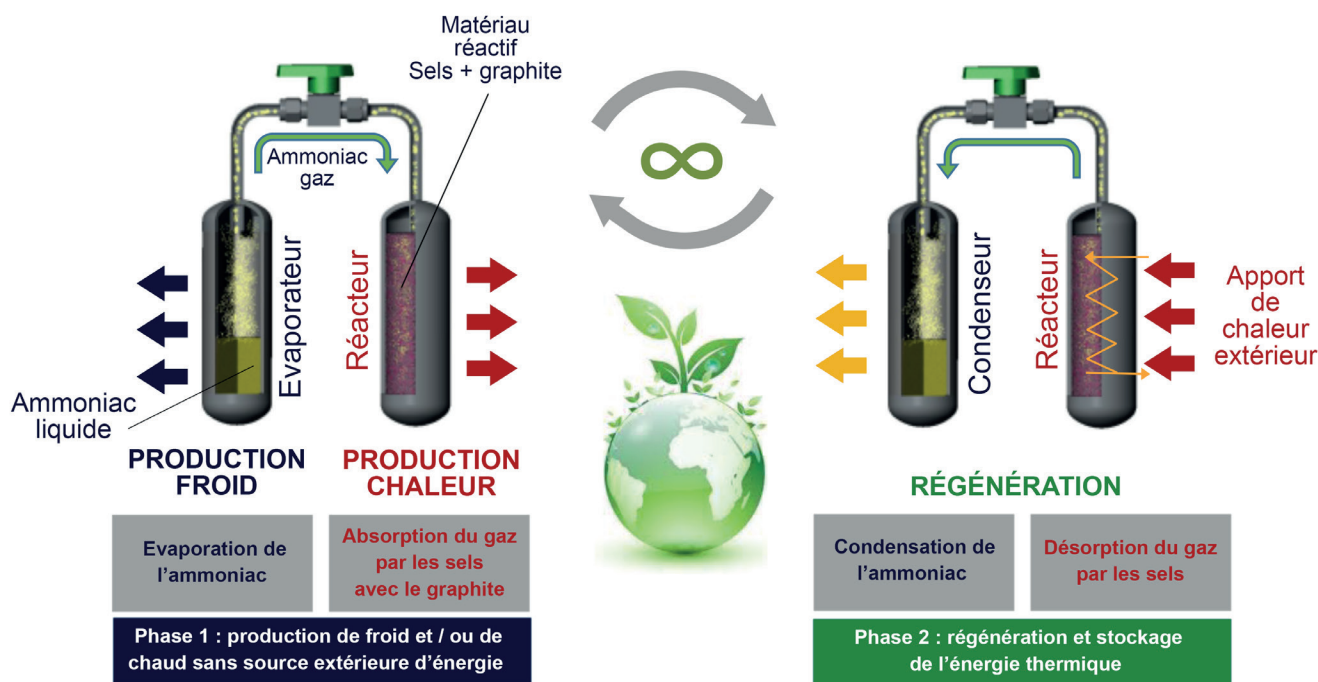 Matériau
réactif
Sels + graphite
Ammoniac
gaz
Evaporateur
Réacteur
Ammoniac
liquide
PRODUCTION
FROID
PRODUCTION
CHALEUR
Evaporation de
l’ammoniac
Absorption du gaz
par les sels
avec le graphite
Phase 1 : production de froid et / ou de
chaud sans source extérieure d’énergie
Condenseur
Réacteur
Apport
de
chaleur
extérieur
RÉGÉNÉRATION
Condensation de
l’ammoniac
Désorption du gaz
par les sels
Phase 2 : régénération et stockage
de l’énergie thermique